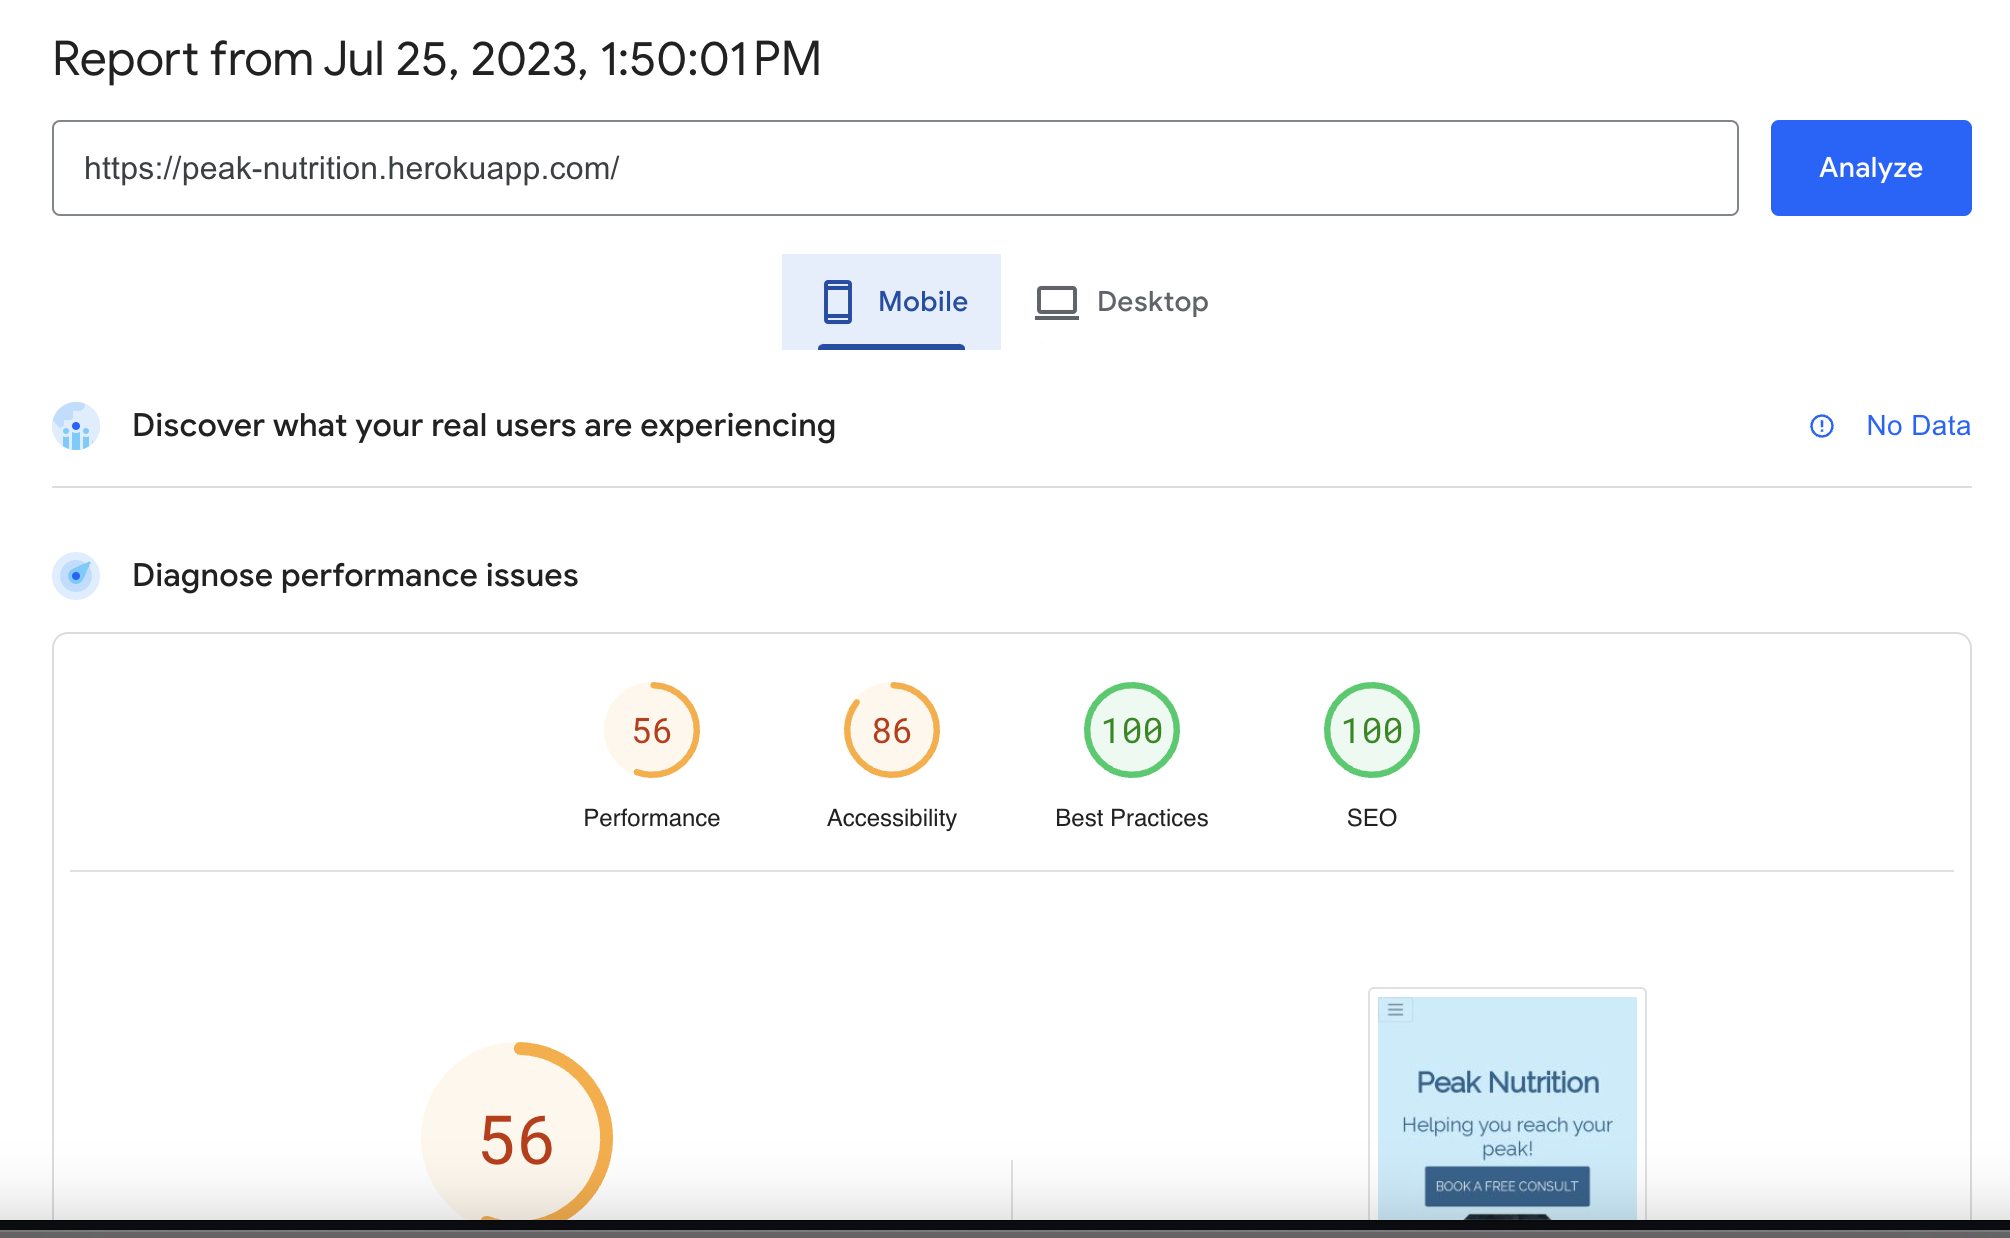 Report from Jul 25, 2023, 1:50:01 PM
https://peak-nutrition.herokuapp.com/
Analyze
Mobile
Desktop
Discover what your real users are experiencing
No Data
Diagnose performance issues
56
86
100
100
Performance
Accessibility
Best Practices
SEO
56
Peak Nutrition
Helping you reach your
peak!
BOOK A FREE CONSULT